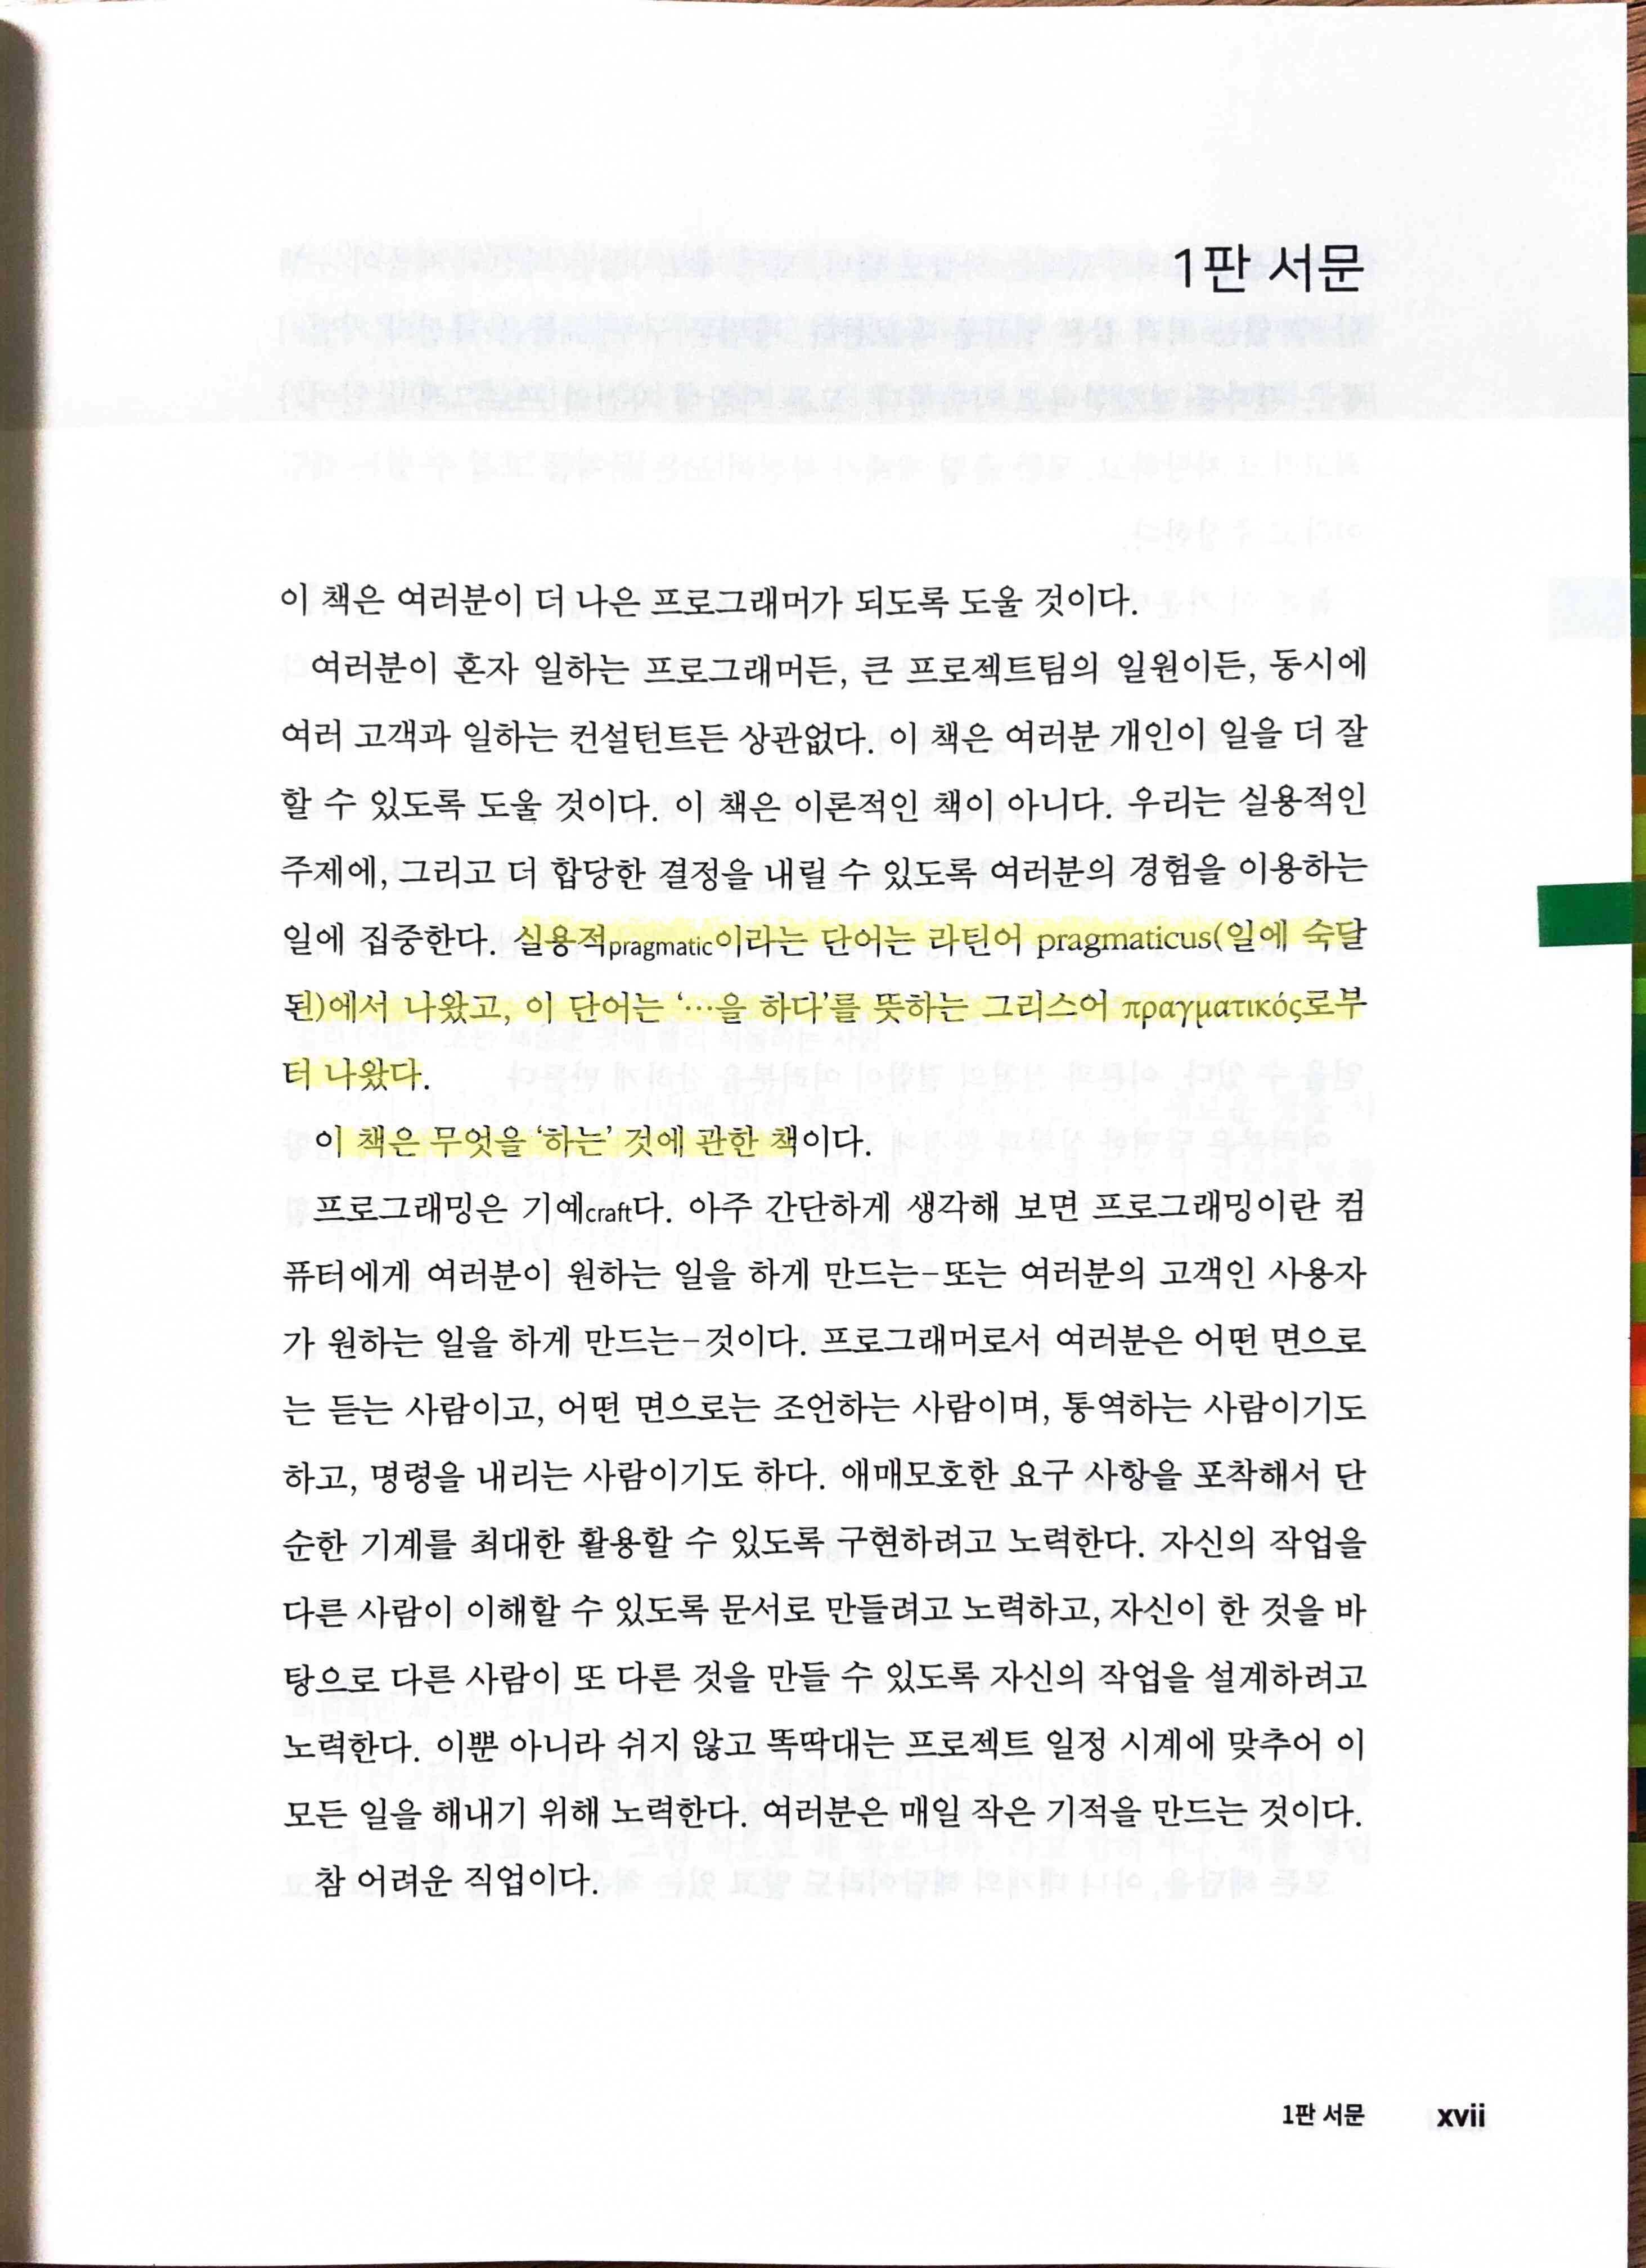 1판 서문
이 책은 여러분이 더 나은 프로그래머가 되도록 도울 것이다.
여러분이 혼자 일하는 프로그래머든, 큰 프로젝트팀의 일원이든, 동시에
여러 고객과 일하는 컨설턴트든 상관없다. 이 책은 여러분 개인이 일을 더 잘
할 수 있도록 도울 것이다. 이 책은 이론적인 책이 아니다. 우리는 실용적인
주제에, 그리고 더 합당한 결정을 내릴 수 있도록 여러분의 경험을 이용하는
일에 집중한다. 실용적pragmatic이라는 단어는 라틴어 pragmaticus(일에 숙달
된)에서 나왔고, 이 단어는 ‘…을 하다’를 뜻하는 그리스어 πραγματικός로부
터 나왔다.
이 책은 무엇을 ‘하는’ 것에 관한 책이다.
프로그래밍은 기예craft다. 아주 간단하게 생각해 보면 프로그래밍이란 컴
퓨터에게 여러분이 원하는 일을 하게 만드는-또는 여러분의 고객인 사용자
가 원하는 일을 하게 만드는-것이다. 프로그래머로서 여러분은 어떤 면으로
는 듣는 사람이고, 어떤 면으로는 조언하는 사람이며, 통역하는 사람이기도
하고, 명령을 내리는 사람이기도 하다. 애매모호한 요구 사항을 포착해서 단
순한 기계를 최대한 활용할 수 있도록 구현하려고 노력한다. 자신의 작업을
다른 사람이 이해할 수 있도록 문서로 만들려고 노력하고, 자신이 한 것을 바
탕으로 다른 사람이 또 다른 것을 만들 수 있도록 자신의 작업을 설계하려고
노력한다. 이뿐 아니라 쉬지 않고 똑딱대는 프로젝트 일정 시계에 맞추어 이
모든 일을 해내기 위해 노력한다. 여러분은 매일 작은 기적을 만드는 것이다.
참 어려운 직업이다.
1판 서문 xvii